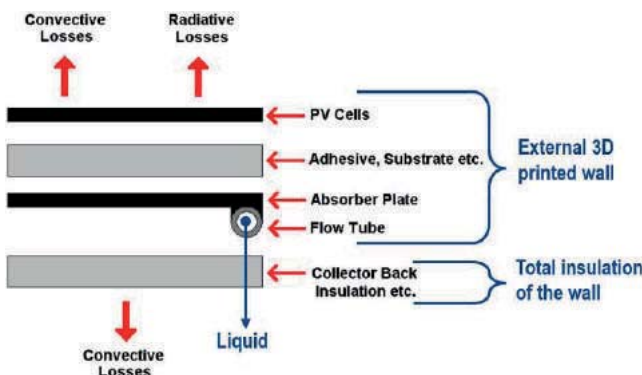 Convective
Losses
Radiative
Losses
PV Cells
Adhesive, Substrate etc.
Absorber Plate
Flow Tube
External 3D
printed wall
Collector Back
Insulation etc.
Total insulation
of the wall
Liquid
Convective
Losses